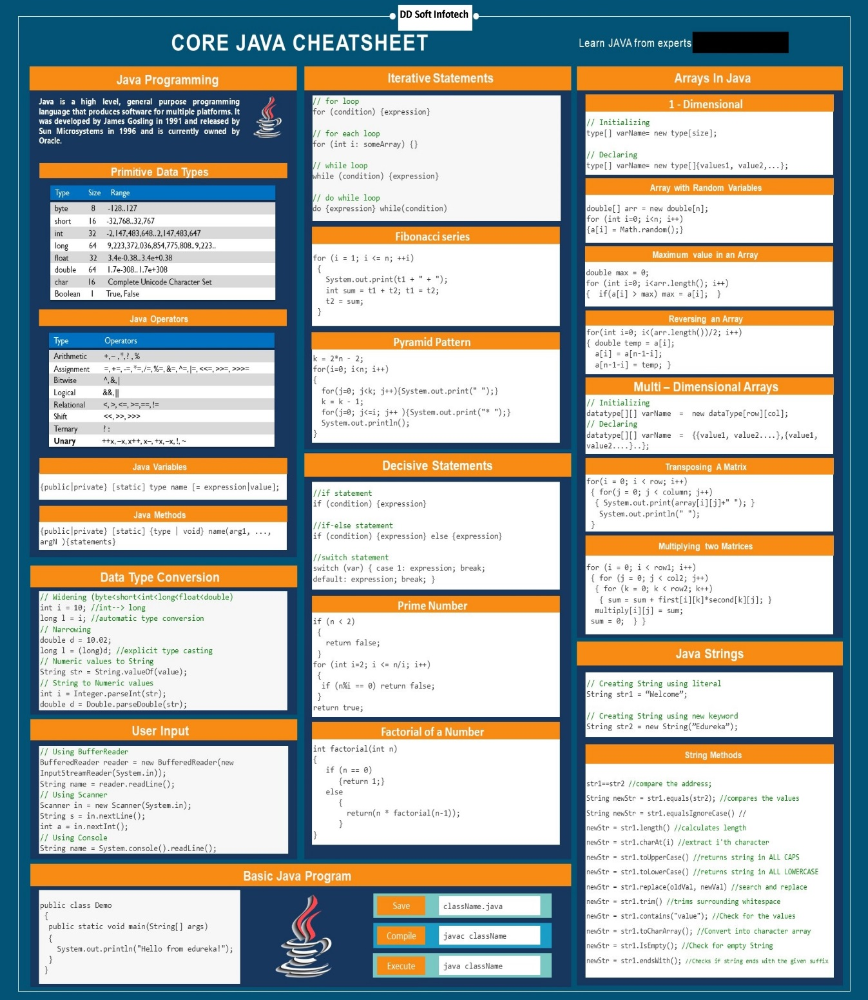 DD Soft Infotech
CORE JAVA CHEATSHEET
Learn JAVA from experts
Java Programming
Java is a high level, general purpose programming
language that produces software for multiple platforms. It
was developed by James Gosling in 1991 and released by
Sun Microsystems in 1996 and is currently owned by
Oracle.
Primitive Data Types
Type Size Range
byte 8 -128..127
short 16 -32,768..32,767
int 32 -2,147,483,648..2,147,483,647
long 64 9,223,372,036,854,775,808..9,223..
float 32 3.4e-0.38..3.4e+0.38
double 64 1.7e-308..1.7e+308
char 16 Complete Unicode Character Set
Boolean 1 True, False
Java Operators
Type Operators
Arithmetic +,– ,*,? , %
Assignment =, +=, -=, *=,/=, %=, &=, ^=, |=, <<=, >>=, >>>=
Bitwise ^, &, |
Logical &&, ||
Relational <, >, <=, >=,==, !=
Shift <<, >>, >>>
Ternary ? :
Unary ++x, –x, x++, x–, +x, –x, !, ~
Java Variables
{public|private} [static] type name [= expression|value];
Java Methods
{public|private} [static] {type | void} name(arg1, ...,
argN ){statements}
Data Type Conversion
// Widening (byte<short<int<long<float<double)
int i = 10; //int--> long
long l = i; //automatic type conversion
// Narrowing
double d = 10.02;
long l = (long)d; //explicit type casting
// Numeric values to String
String str = String.valueOf(value);
// String to Numeric values
int i = Integer.parseInt(str);
double d = Double.parseDouble(str);
User Input
// Using BufferReader
BufferedReader reader = new BufferedReader(new
InputStreamReader(System.in));
String name = reader.readLine();
// Using Scanner
Scanner in = new Scanner(System.in);
String s = in.nextLine();
int a = in.nextInt();
// Using Console
String name = System.console().readLine();
Iterative Statements
// for loop
for (condition) {expression}
// for each loop
for (int i: someArray) {}
// while loop
while (condition) {expression}
// do while loop
do {expression} while(condition)
Fibonacci series
for (i = 1; i <= n; ++i)
{
System.out.print(t1 + " + ");
int sum = t1 + t2; t1 = t2;
t2 = sum;
}
Pyramid Pattern
k = 2*n - 2;
for(i=0; i<n; i++)
{
for(j=0; j<k; j++){System.out.print(" ");}
k = k - 1;
for(j=0; j<=i; j++ ){System.out.print("* ");}
System.out.println();
}
Decisive Statements
//if statement
if (condition) {expression}
//if-else statement
if (condition) {expression} else {expression}
//switch statement
switch (var) { case 1: expression; break;
default: expression; break; }
Prime Number
if (n < 2)
{
return false;
}
for (int i=2; i <= n/i; i++)
{
if (n%i == 0) return false;
}
return true;
Factorial of a Number
int factorial(int n)
{
if (n == 0)
{return 1;}
else
{
return(n * factorial(n-1));
}
}
Basic Java Program
public class Demo
{
public static void main(String[] args)
{
System.out.println("Hello from edureka!");
}
}
Save className.java
Compile javac className
Execute java className
Arrays In Java
1 - Dimensional
// Initializing
type[] varName= new type[size];
// Declaring
type[] varName= new type[]{values1, value2,...};
Array with Random Variables
double[] arr = new double[n];
for (int i=0; i<n; i++)
{a[i] = Math.random();}
Maximum value in an Array
double max = 0;
for (int i=0; i<arr.length(); i++)
{ if(a[i] > max) max = a[i]; }
Reversing an Array
for(int i=0; i<(arr.length())/2; i++)
{ double temp = a[i];
a[i] = a[n-1-i];
a[n-1-i] = temp; }
Multi – Dimensional Arrays
// Initializing
datatype[][] varName = new dataType[row][col];
// Declaring
datatype[][] varName = {{value1, value2....},{value1,
value2....}..};
Transposing A Matrix
for(i = 0; i < row; i++)
{ for(j = 0; j < column; j++)
{ System.out.print(array[i][j]+" "); }
System.out.println(" ");
}
Multiplying two Matrices
for (i = 0; i < row1; i++)
{ for (j = 0; j < col2; j++)
{ for (k = 0; k < row2; k++)
{ sum = sum + first[i][k]*second[k][j]; }
multiply[i][j] = sum;
sum = 0; } }
Java Strings
// Creating String using literal
String str1 = “Welcome”;
// Creating String using new keyword
String str2 = new String(”Edureka”);
String Methods
str1==str2 //compare the address;
String newStr = str1.equals(str2); //compares the values
String newStr = str1.equalsIgnoreCase() //
newStr = str1.length() //calculates length
newStr = str1.charAt(i) //extract i'th character
newStr = str1.toUpperCase() //returns string in ALL CAPS
newStr = str1.toLowerCase() //returns string in ALL LOWERCASE
newStr = str1.replace(oldVal, newVal) //search and replace
newStr = str1.trim() //trims surrounding whitespace
newStr = str1.contains("value"); //Check for the values
newStr = str1.toCharArray(); //Convert into character array
newStr = str1.IsEmpty(); //Check for empty String
newStr = str1.endsWith(); //Checks if string ends with the given suffix